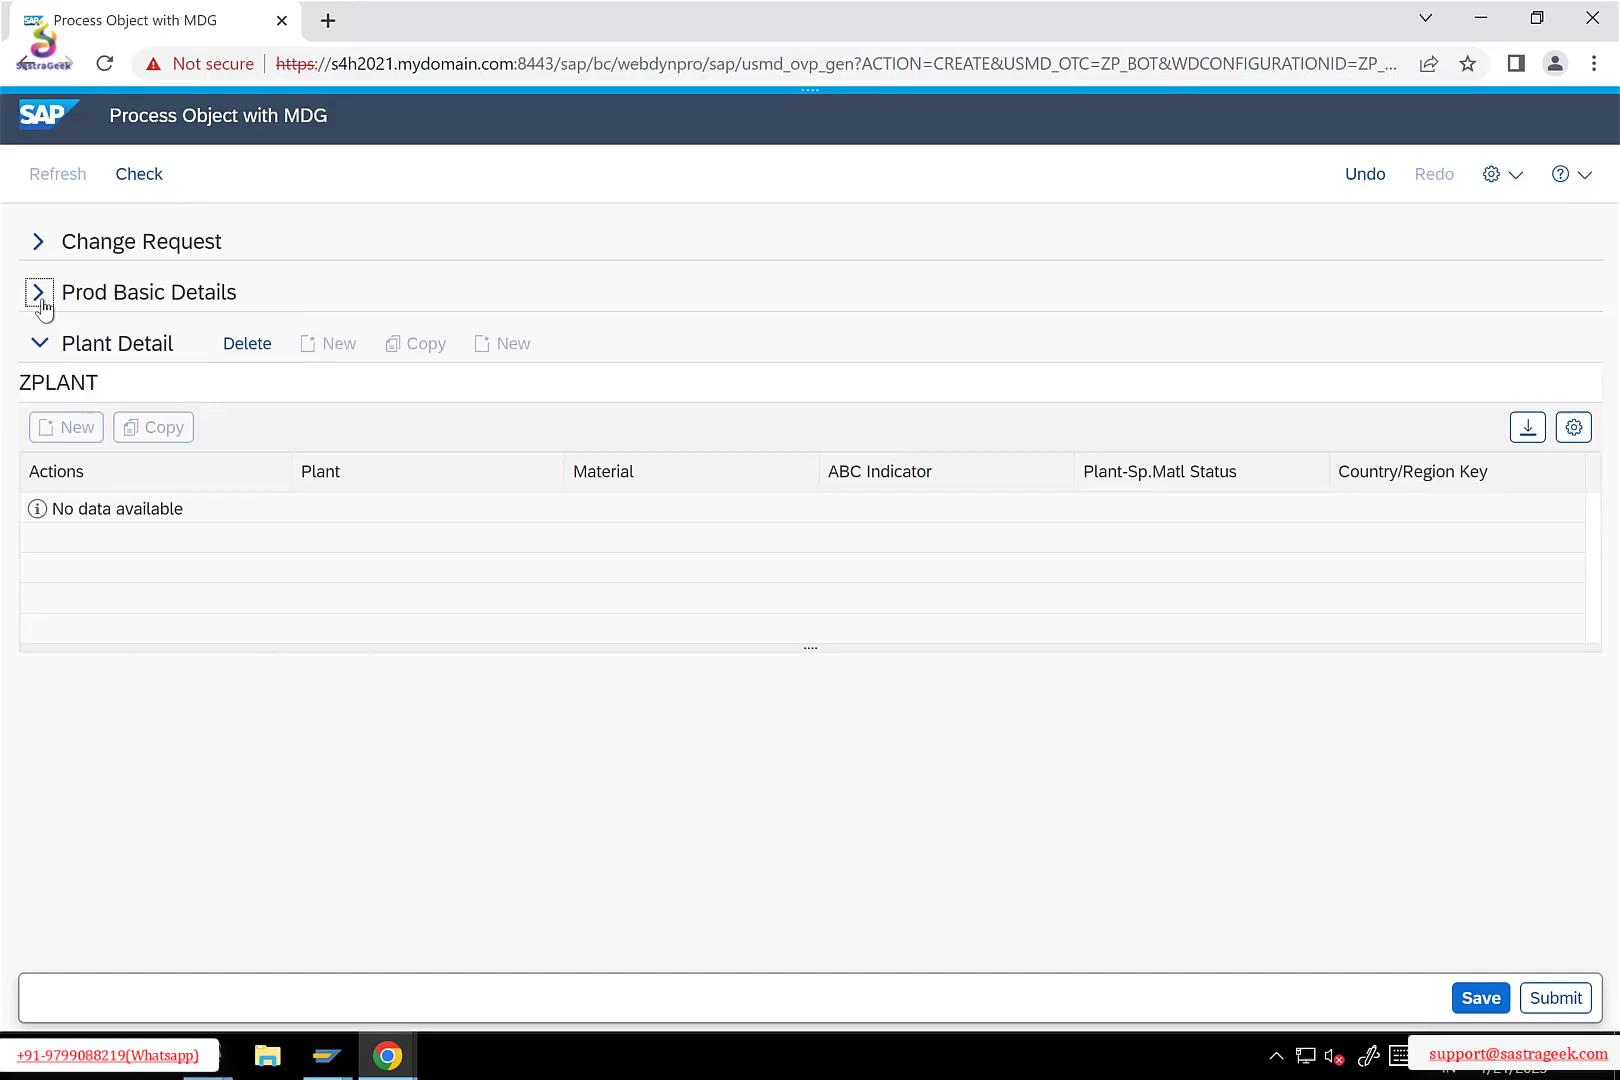 Process Object with MDG
SastraGeek
Not secure
https://s4h2021.mydomain.com:8443/sap/bc/webdynpro/sap/usmd_ovp_gen?ACTION=CREATE&USMD_OTC=ZP_BOT&WDCONFIGURATIONID=ZP_...
SAP Process Object with MDG
Refresh Check Undo Redo
Change Request
Prod Basic Details
Plant Detail Delete New Copy New
ZPLANT
New Copy
Actions Plant Material ABC Indicator Plant-Sp.Matl Status Country/Region Key
No data available
Save Submit
+91-9799088219(Whatsapp)
support@sastrageek.com